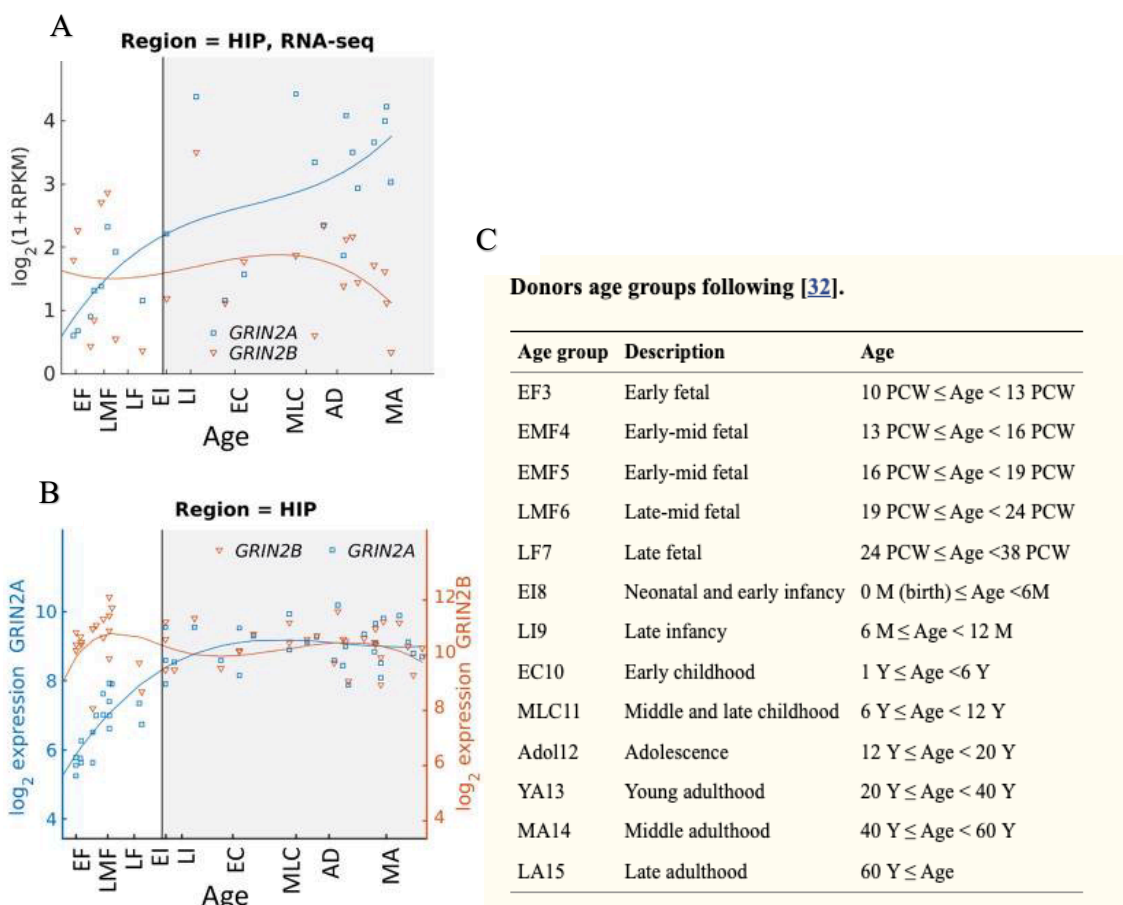 A
Region = HIP, RNA-seq
log2(1+RPKM)
4
3
2
1
0
GRIN2A
GRIN2B
EF
LMF
LF
EI
LI
EC
MLC
AD
MA
Age
B
Region = HIP
GRIN2B
GRIN2A
log2 expression GRIN2A
10
8
6
4
log2 expression GRIN2B
12
10
8
6
4
EF
LMF
LF
EI
LI
EC
MLC
AD
MA
Age
C
Donors age groups following [32].
Age group Description Age
EF3 Early fetal 10 PCW ≤ Age < 13 PCW
EMF4 Early-mid fetal 13 PCW ≤ Age < 16 PCW
EMF5 Early-mid fetal 16 PCW ≤ Age < 19 PCW
LMF6 Late-mid fetal 19 PCW ≤ Age < 24 PCW
LF7 Late fetal 24 PCW ≤ Age <38 PCW
EI8 Neonatal and early infancy 0 M (birth) ≤ Age <6M
LI9 Late infancy 6 M ≤ Age < 12 M
EC10 Early childhood 1 Y ≤ Age <6 Y
MLC11 Middle and late childhood 6 Y ≤ Age < 12 Y
Adol12 Adolescence 12 Y ≤ Age < 20 Y
YA13 Young adulthood 20 Y ≤ Age < 40 Y
MA14 Middle adulthood 40 Y ≤ Age < 60 Y
LA15 Late adulthood 60 Y ≤ Age